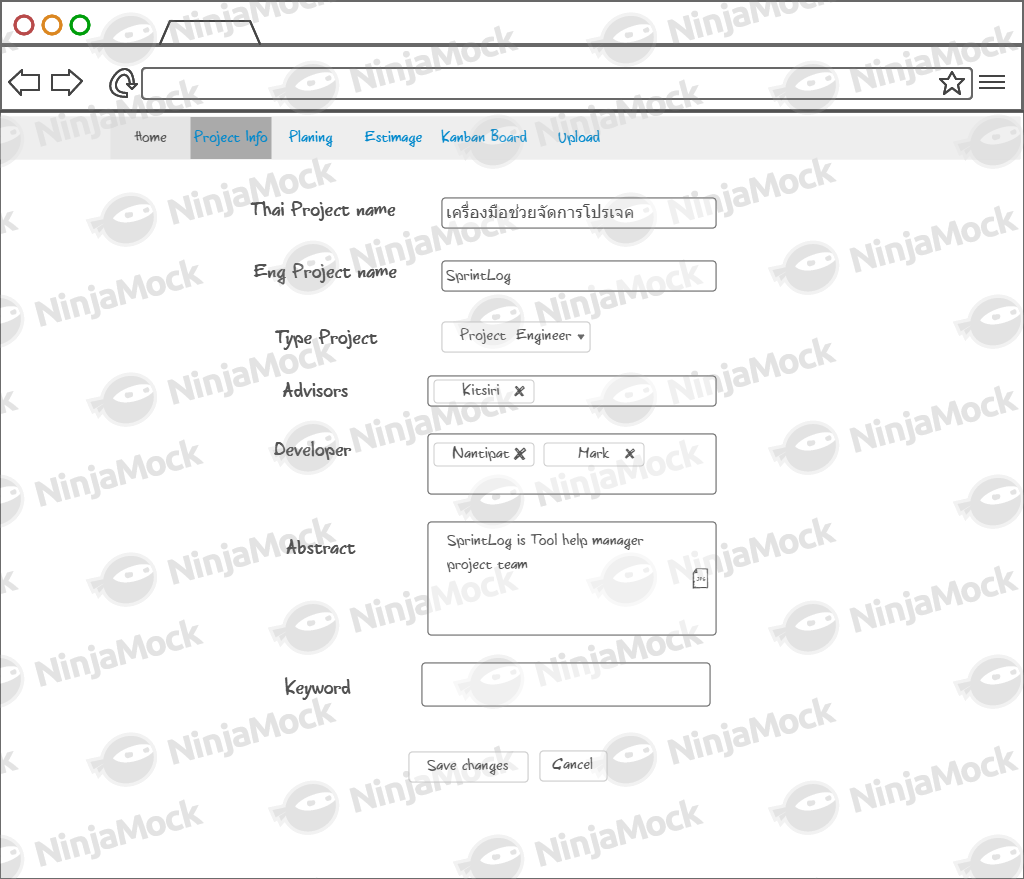 Home Project Info Planing Estimage Kanban Board Upload
Thai Project name เครื่องมือช่วยจัดการโปรเจค
Eng Project name SprintLog
Type Project Project Engineer
Advisors Kitsiri
Developer Nantipat Mark
Abstract SprintLog is Tool help manager
project team
JPG
Keyword
Save changes Cancel
NinjaMock